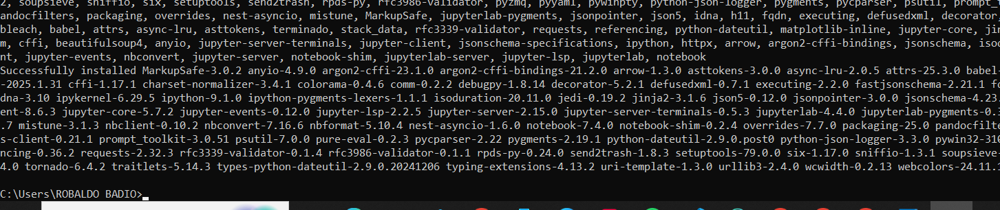 2, soupsieve, sniffio, six, setuptools, send2trash, rpds-py, rfc3986-validator, pyzmq, pyyaml, pywinpty, python-json-logger, pygments, pycparser, psutil, prompt_t
andocfilters, packaging, overrides, nest-asyncio, mistune, MarkupSafe, jupyterlab-pygments, jsonpointer, json5, idna, h11, fqdn, executing, defusedxml, decorator
bleach, babel, attrs, async-lru, asttokens, terminado, stack_data, rfc3339-validator, requests, referencing, python-dateutil, matplotlib-inline, jupyter-core, jin
m, cffi, beautifulsoup4, anyio, jupyter-server-terminals, jupyter-client, jsonschema-specifications, ipython, httpx, arrow, argon2-cffi-bindings, jsonschema, isod
nt, jupyter-events, nbconvert, jupyter-server, notebook-shim, jupyterlab-server, jupyter-lsp, jupyterlab, notebook
Successfully installed MarkupSafe-3.0.2 anyio-4.9.0 argon2-cffi-23.1.0 argon2-cffi-bindings-21.2.0 arrow-1.3.0 asttokens-3.0.0 async-lru-2.0.5 attrs-25.3.0 babel-
-2025.1.31 cffi-1.17.1 charset-normalizer-3.4.1 colorama-0.4.6 comm-0.2.2 debugpy-1.8.14 decorator-5.2.1 defusedxml-0.7.1 executing-2.2.0 fastjsonschema-2.21.1 fq
dna-3.10 ipykernel-6.29.5 ipython-9.1.0 ipython-pygments-lexers-1.1.1 isoduration-20.11.0 jedi-0.19.2 jinja2-3.1.6 json5-0.12.0 jsonpointer-3.0.0 jsonschema-4.23.
ent-8.6.3 jupyter-core-5.7.2 jupyter-events-0.12.0 jupyter-lsp-2.2.5 jupyter-server-2.15.0 jupyter-server-terminals-0.5.3 jupyterlab-4.4.0 jupyterlab-pygments-0.3
.7 mistune-3.1.3 nbclient-0.10.2 nbconvert-7.16.6 nbformat-5.10.4 nest-asyncio-1.6.0 notebook-7.4.0 notebook-shim-0.2.4 overrides-7.7.0 packaging-25.0 pandocfilte
s-client-0.21.1 prompt_toolkit-3.0.51 psutil-7.0.0 pure-eval-0.2.3 pycparser-2.22 pygments-2.19.1 python-dateutil-2.9.0.post0 python-json-logger-3.3.0 pywin32-310
ncing-0.36.2 requests-2.32.3 rfc3339-validator-0.1.4 rfc3986-validator-0.1.1 rpds-py-0.24.0 send2trash-1.8.3 setuptools-79.0.0 six-1.17.0 sniffio-1.3.1 soupsieve-
4.0 tornado-6.4.2 traitlets-5.14.3 types-python-dateutil-2.9.0.20241206 typing-extensions-4.13.2 uri-template-1.3.0 urllib3-2.4.0 wcwidth-0.2.13 webcolors-24.11.1
C:\Users\ROBALDO BADIO>